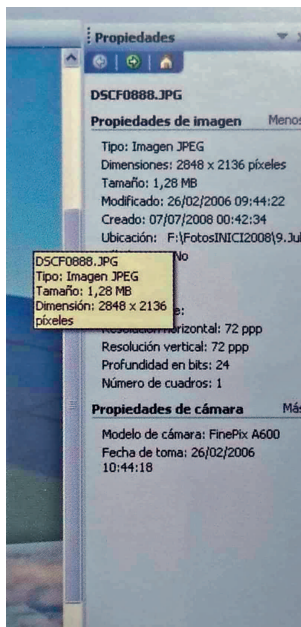 Propiedades
DSCF0888.JPG
Propiedades de imagen Menos
Tipo: Imagen JPEG
Dimensiones: 2848 x 2136 píxeles
Tamaño: 1,28 MB
Modificado: 26/02/2006 09:44:22
Creado: 07/07/2008 00:42:34
Ubicación: F:\FotosINICI2008\9.Jul
No
DSCF0888.JPG
Tipo: Imagen JPEG
Tamaño: 1,28 MB
Dimensión: 2848 x 2136
píxeles
Resolución horizontal: 72 ppp
Resolución vertical: 72 ppp
Profundidad en bits: 24
Número de cuadros: 1
Propiedades de cámara Más
Modelo de cámara: FinePix A600
Fecha de toma: 26/02/2006
10:44:18